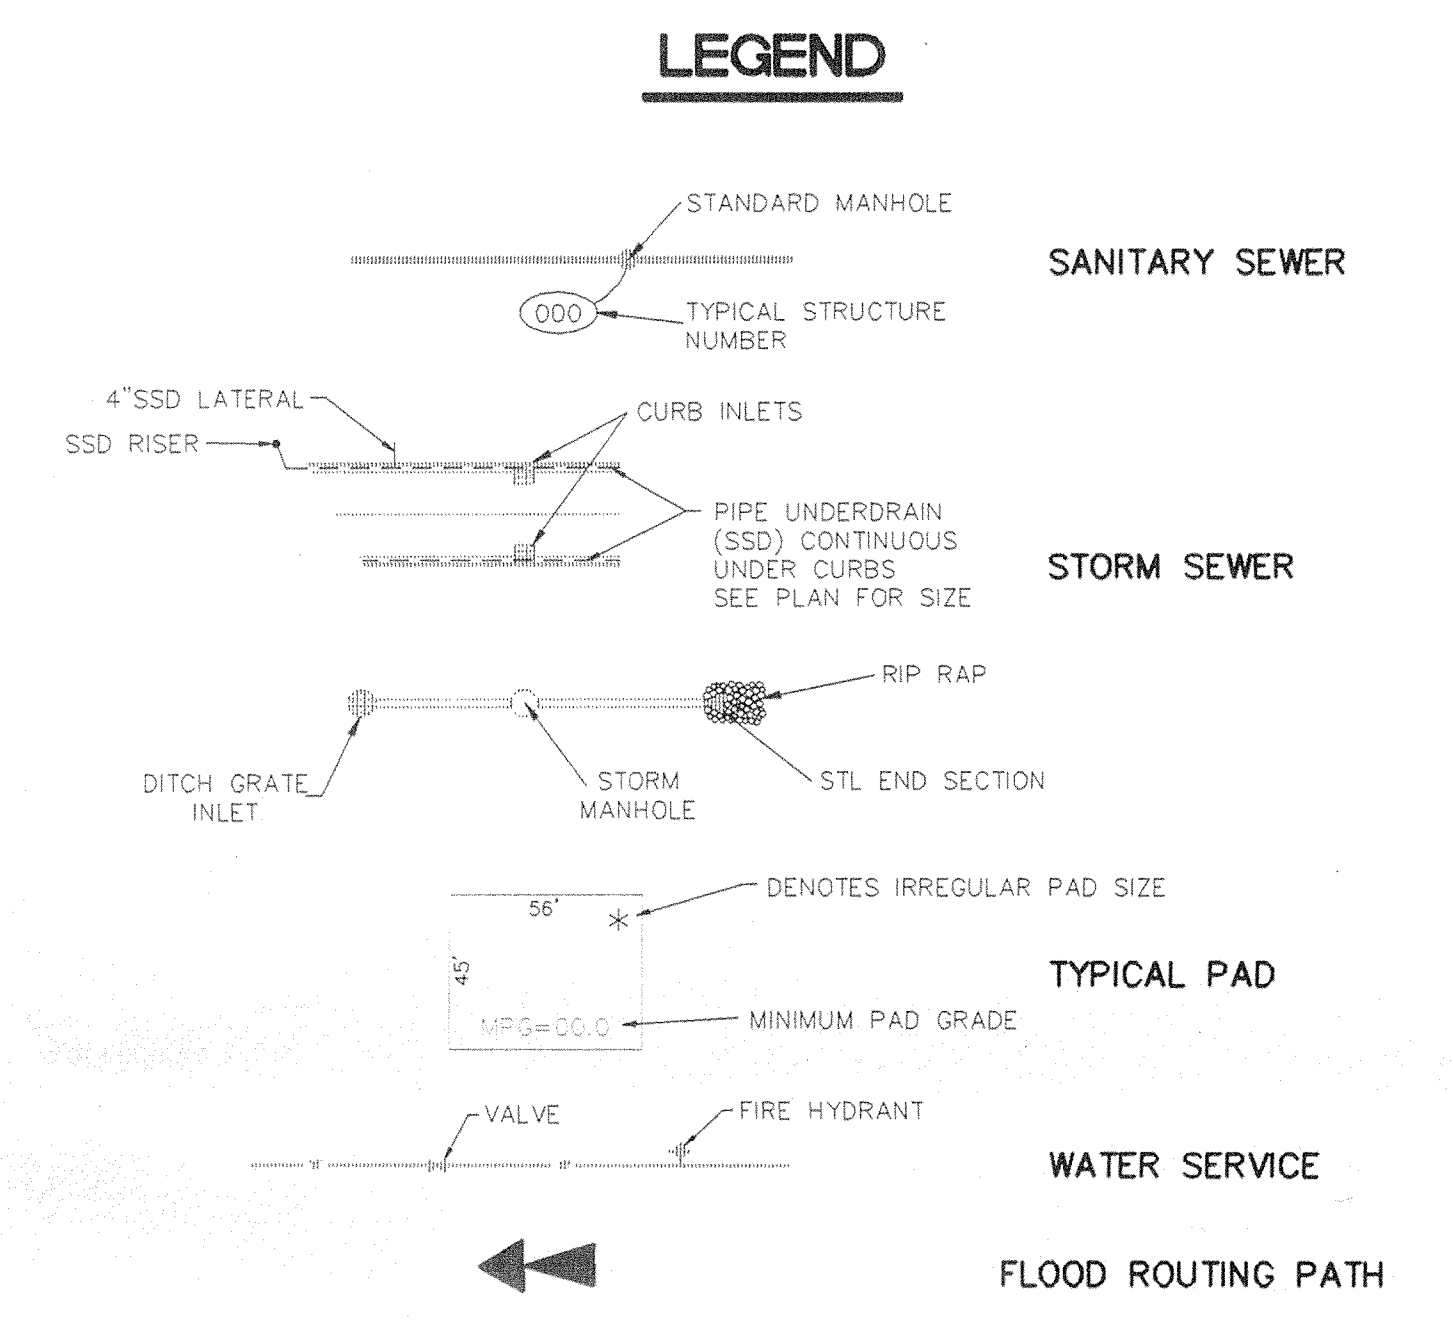 LEGEND
STANDARD MANHOLE
SANITARY SEWER
000
TYPICAL STRUCTURE
NUMBER
4"SSD LATERAL
CURB INLETS
SSD RISER
PIPE UNDERDRAIN
(SSD) CONTINUOUS
UNDER CURBS
SEE PLAN FOR SIZE
STORM SEWER
RIP RAP
DITCH GRATE
INLET
STORM
MANHOLE
STL END SECTION
DENOTES IRREGULAR PAD SIZE
56'
*
45'
TYPICAL PAD
MPG=00.0
MINIMUM PAD GRADE
VALVE
FIRE HYDRANT
W
W
WATER SERVICE
FLOOD ROUTING PATH